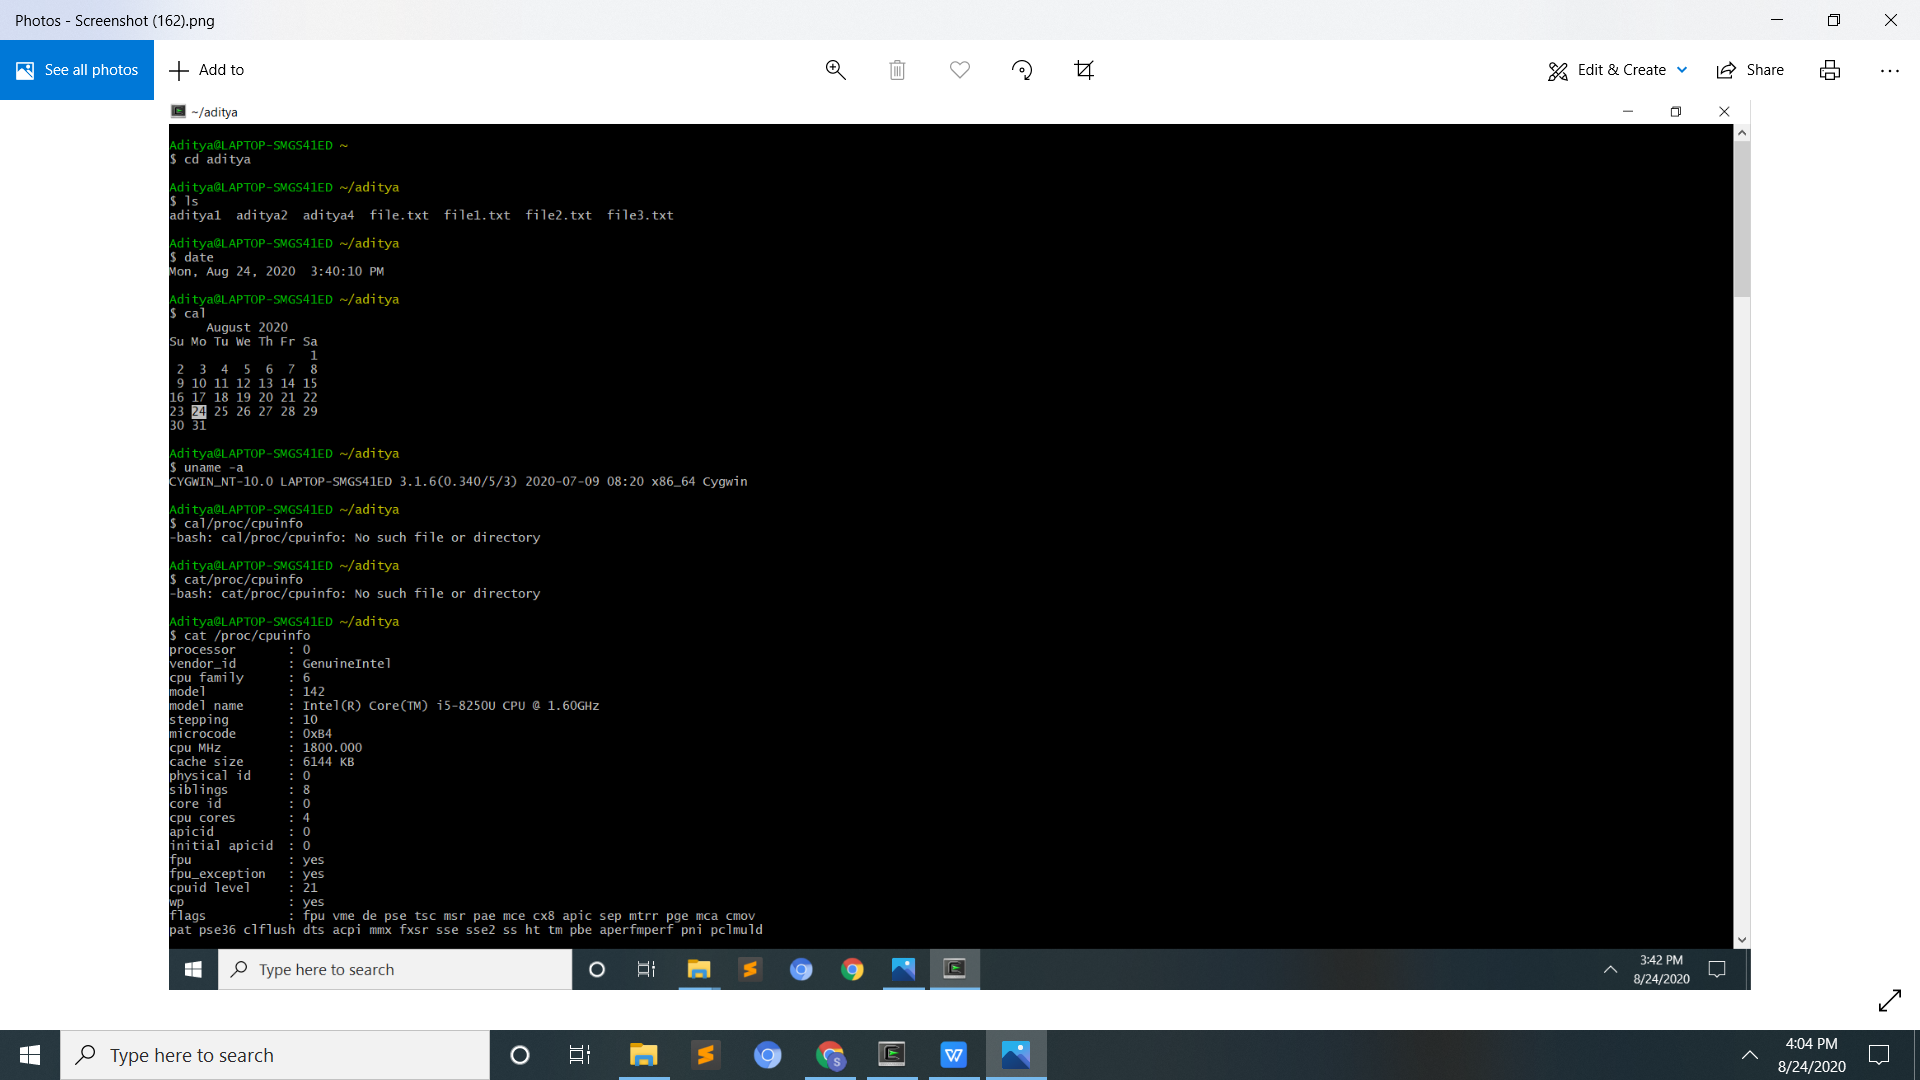 Photos - Screenshot (162).png
See all photos
Add to
Edit & Create
Share
~/aditya
Aditya@LAPTOP-SMGS41ED ~
$ cd aditya
Aditya@LAPTOP-SMGS41ED ~/aditya
$ ls
aditya1  aditya2  aditya4  file.txt  file1.txt  file2.txt  file3.txt
Aditya@LAPTOP-SMGS41ED ~/aditya
$ date
Mon, Aug 24, 2020  3:40:10 PM
Aditya@LAPTOP-SMGS41ED ~/aditya
$ cal
August 2020
Su Mo Tu We Th Fr Sa
1
2 3 4 5 6 7 8
9 10 11 12 13 14 15
16 17 18 19 20 21 22
23 24 25 26 27 28 29
30 31
Aditya@LAPTOP-SMGS41ED ~/aditya
$ uname -a
CYGWIN_NT-10.0 LAPTOP-SMGS41ED 3.1.6(0.340/5/3) 2020-07-09 08:20 x86_64 Cygwin
Aditya@LAPTOP-SMGS41ED ~/aditya
$ cal/proc/cpuinfo
-bash: cal/proc/cpuinfo: No such file or directory
Aditya@LAPTOP-SMGS41ED ~/aditya
$ cat/proc/cpuinfo
-bash: cat/proc/cpuinfo: No such file or directory
Aditya@LAPTOP-SMGS41ED ~/aditya
$ cat /proc/cpuinfo
processor : 0
vendor_id : GenuineIntel
cpu family : 6
model : 142
model name : Intel(R) Core(TM) i5-8250U CPU @ 1.60GHz
stepping : 10
microcode : 0xB4
cpu MHz : 1800.000
cache size : 6144 KB
physical id : 0
siblings : 8
core id : 0
cpu cores : 4
apicid : 0
initial apicid : 0
fpu : yes
fpu_exception : yes
cpuid level : 21
wp : yes
flags : fpu vme de pse tsc msr pae mce cx8 apic sep mtrr pge mca cmov
pat pse36 clflush dts acpi mmx fxsr sse sse2 ss ht tm pbe aperfmperf pni pclmuld
Type here to search
3:42 PM
8/24/2020
Type here to search
S
W
4:04 PM
8/24/2020